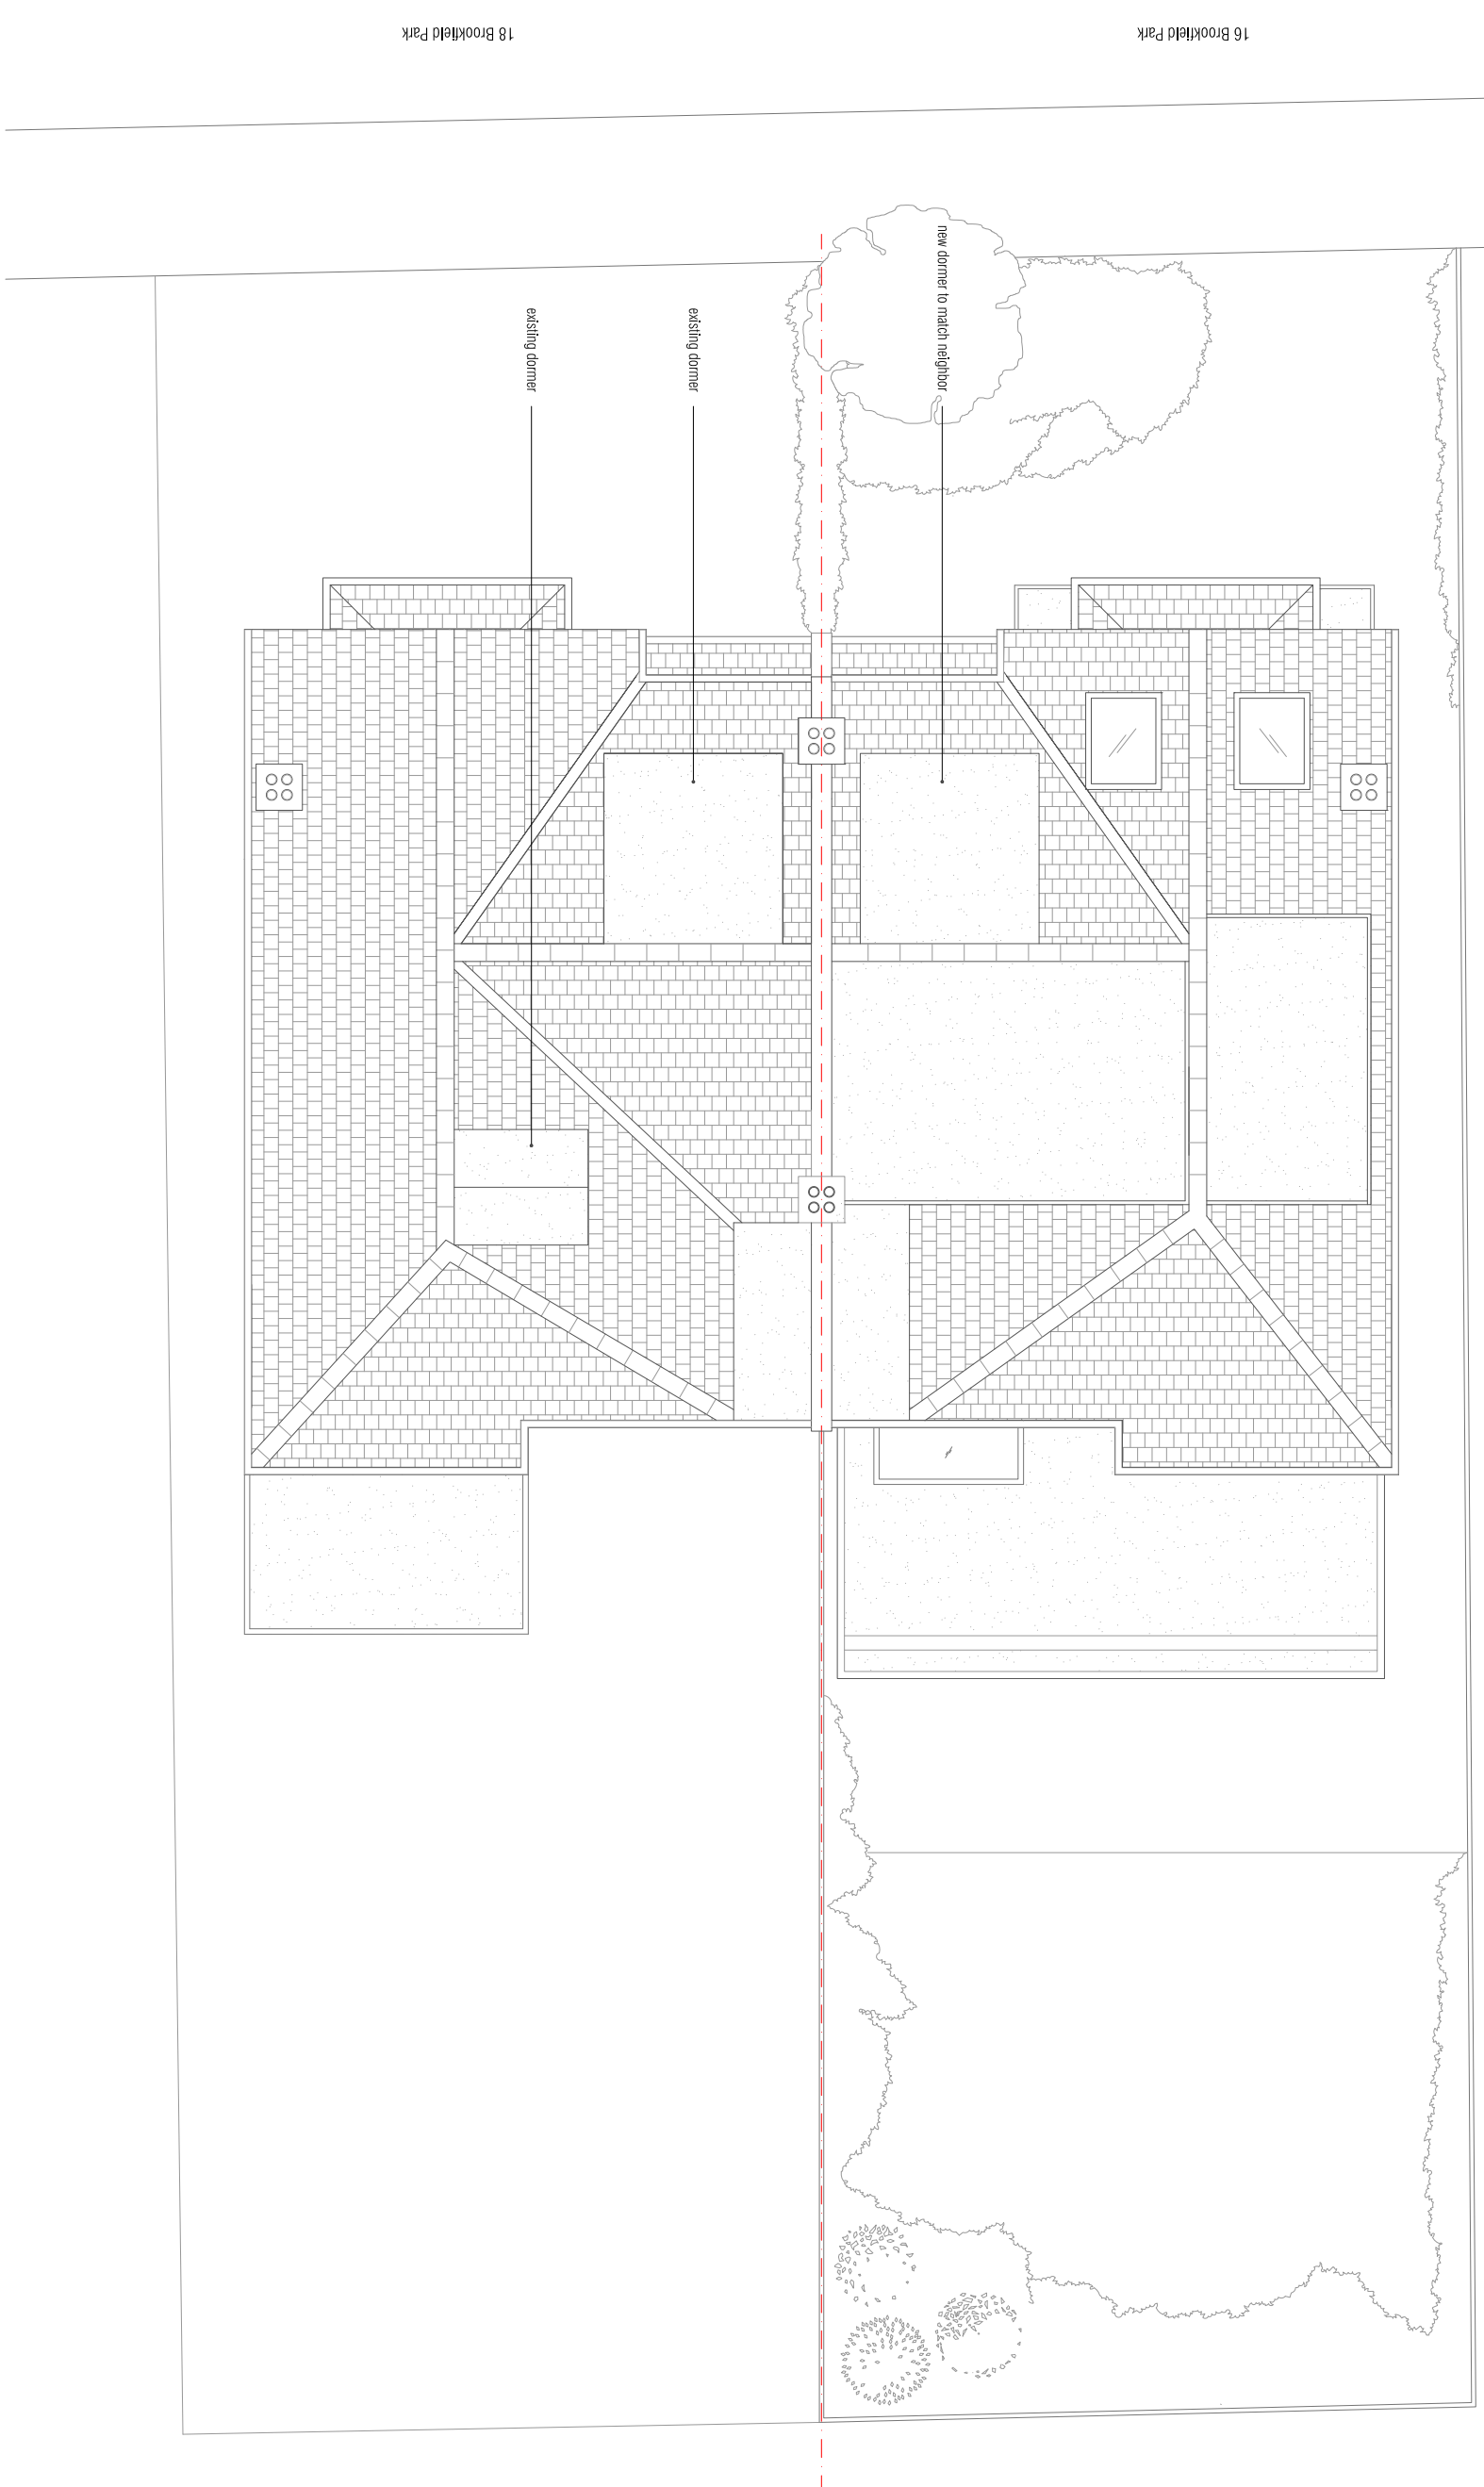 18 Brookfield Park
16 Brookfield Park
new dormer to match neighbor
existing dormer
existing dormer